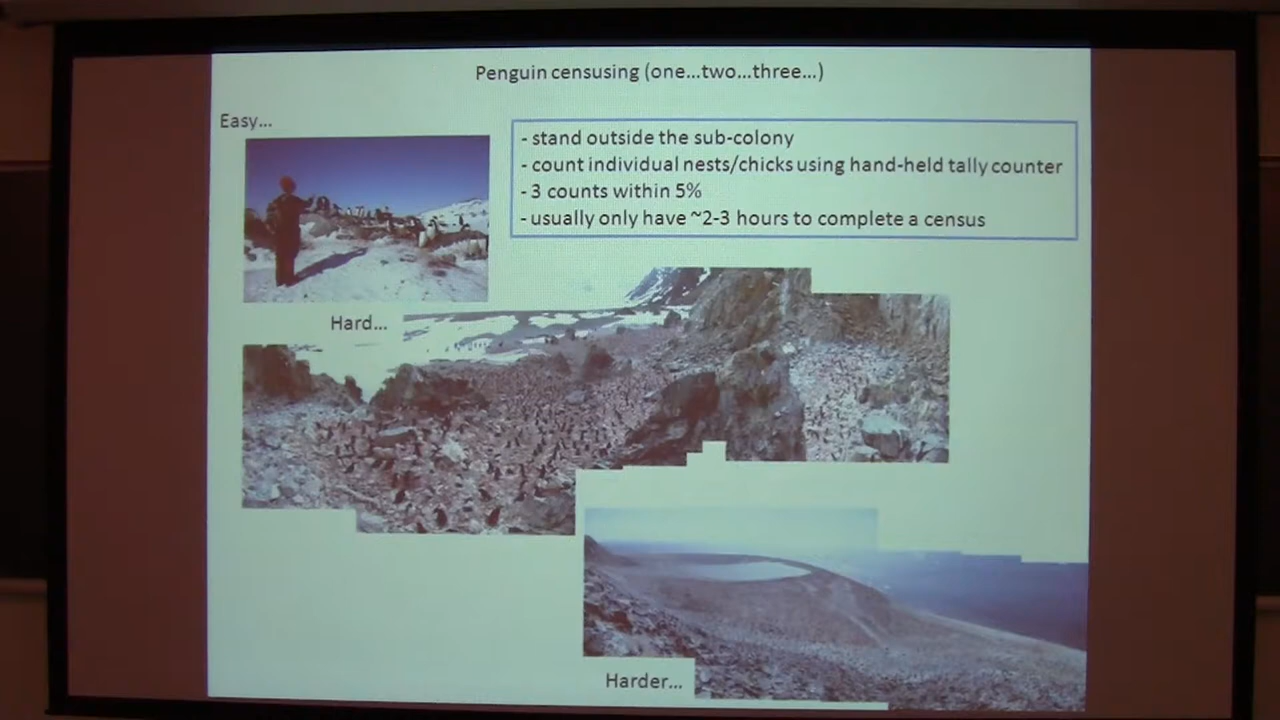 Penguin censusing (one...two...three...)
Easy...
- stand outside the sub-colony
- count individual nests/chicks using hand-held tally counter
- 3 counts within 5%
- usually only have ~2-3 hours to complete a census
Hard...
Harder...